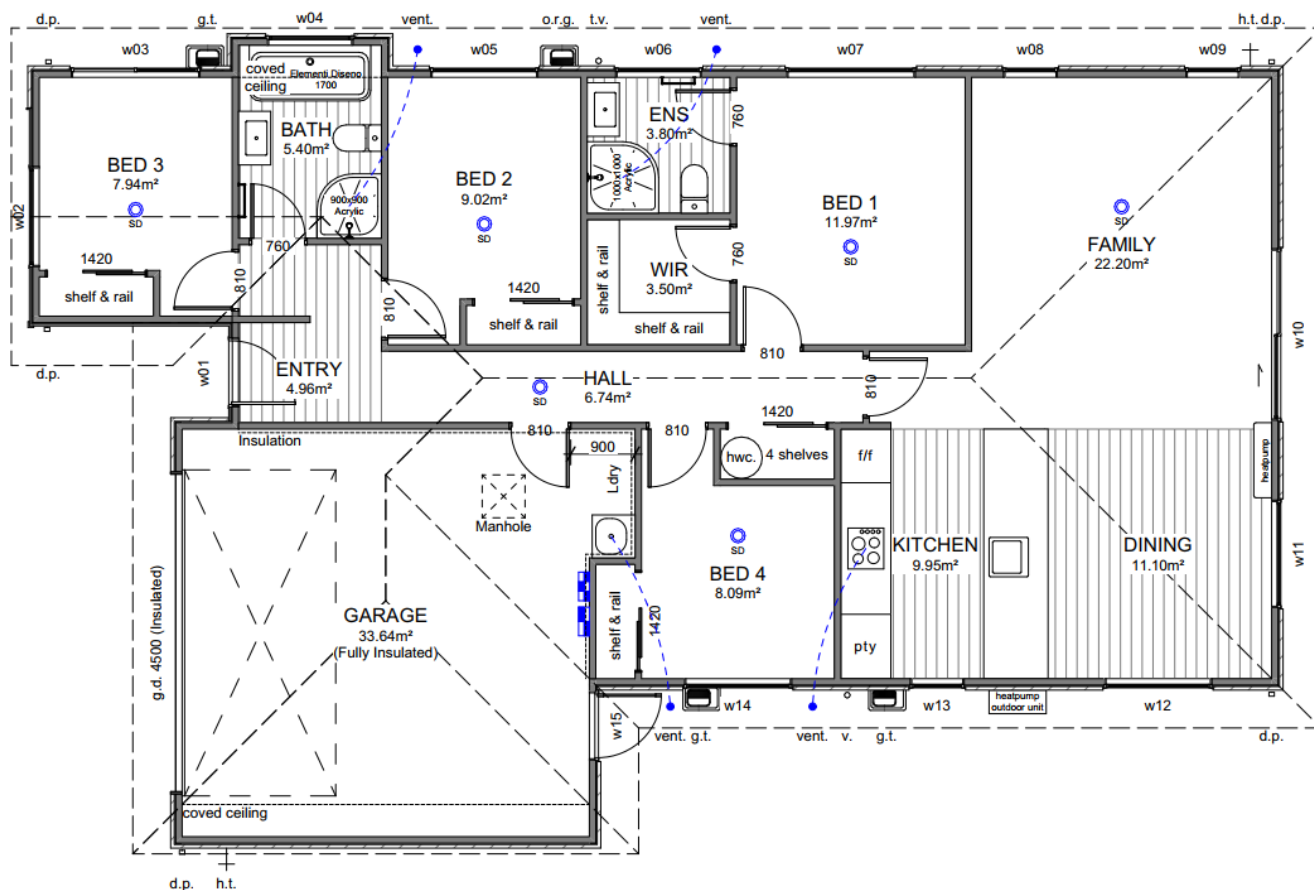 d.p.
g.t.
w04
vent.
o.r.g.
t.v.
vent.
h.t.
d.p.
w03
w05
w06
w07
w08
w09
coved
ceiling
Elementi Diseno
1700
BATH
5.40m²
ENS
3.80m²
760
BED 3
7.94m²
SD
BED 2
9.02m²
SD
1000x1000
Acrylic
900x900
Acrylic
BED 1
11.97m²
SD
SD
FAMILY
22.20m²
w02
760
810
1420
shelf & rail
810
1420
shelf & rail
shelf & rail
WIR
3.50m²
760
shelf & rail
d.p.
w01
ENTRY
4.96m²
HALL
6.74m²
SD
810
810
w10
Insulation
810
900
810
1420
hwc.
4 shelves
f/f
heatpump
Ldry
Manhole
SD
BED 4
8.09m²
KITCHEN
9.95m²
DINING
11.10m²
w11
g.d. 4500 (Insulated)
GARAGE
33.64m²
(Fully Insulated)
shelf & rail
1420
pty
w15
w14
w13
heatpump
outdoor unit
w12
vent.
g.t.
vent.
v.
g.t.
d.p.
coved ceiling
d.p.
h.t.